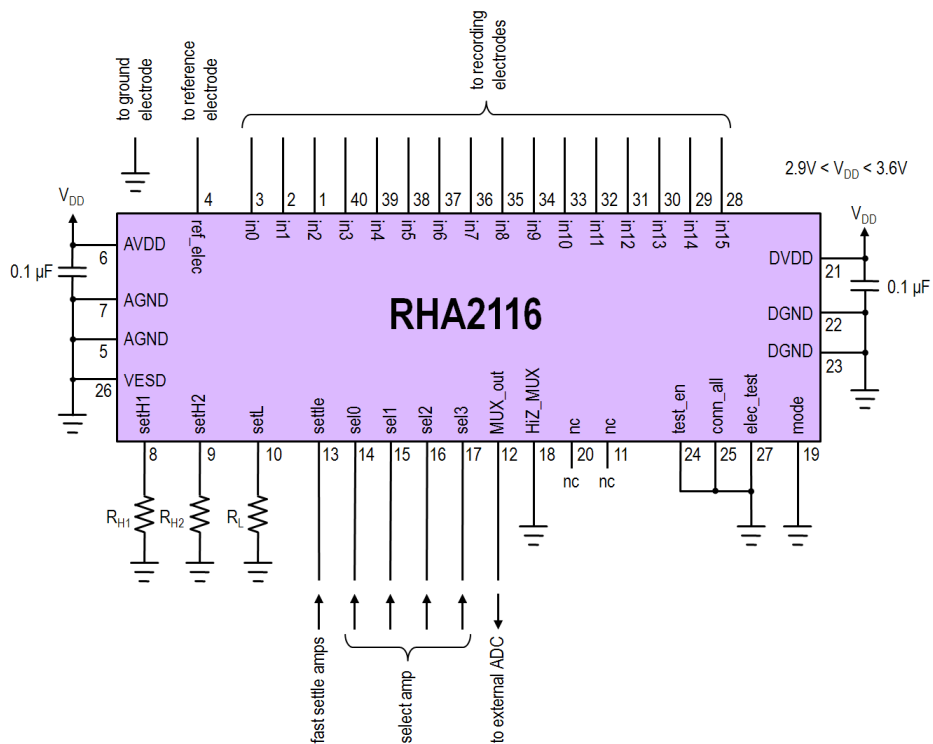 to ground
electrode
to reference
electrode
to recording
electrodes
2.9V < VDD < 3.6V
4 3 2 1 40 39 38 37 36 35 34 33 32 31 30 29 28
ref_elec in0 in1 in2 in3 in4 in5 in6 in7 in8 in9 in10 in11 in12 in13 in14 in15
VDD
VDD
6 AVDD
DVDD 21
0.1 µF
0.1 µF
7 AGND
DGND 22
RHA2116
5 AGND
DGND 23
26 VESD
setH1 setH2 setL settle sel0 sel1 sel2 sel3 MUX_out HiZ_MUX nc nc test_en conn_all elec_test mode
8 9 10 13 14 15 16 17 12 18 20 11 24 25 27 19
nc nc
RH1 RH2 RL
fast settle amps
select amp
to external ADC